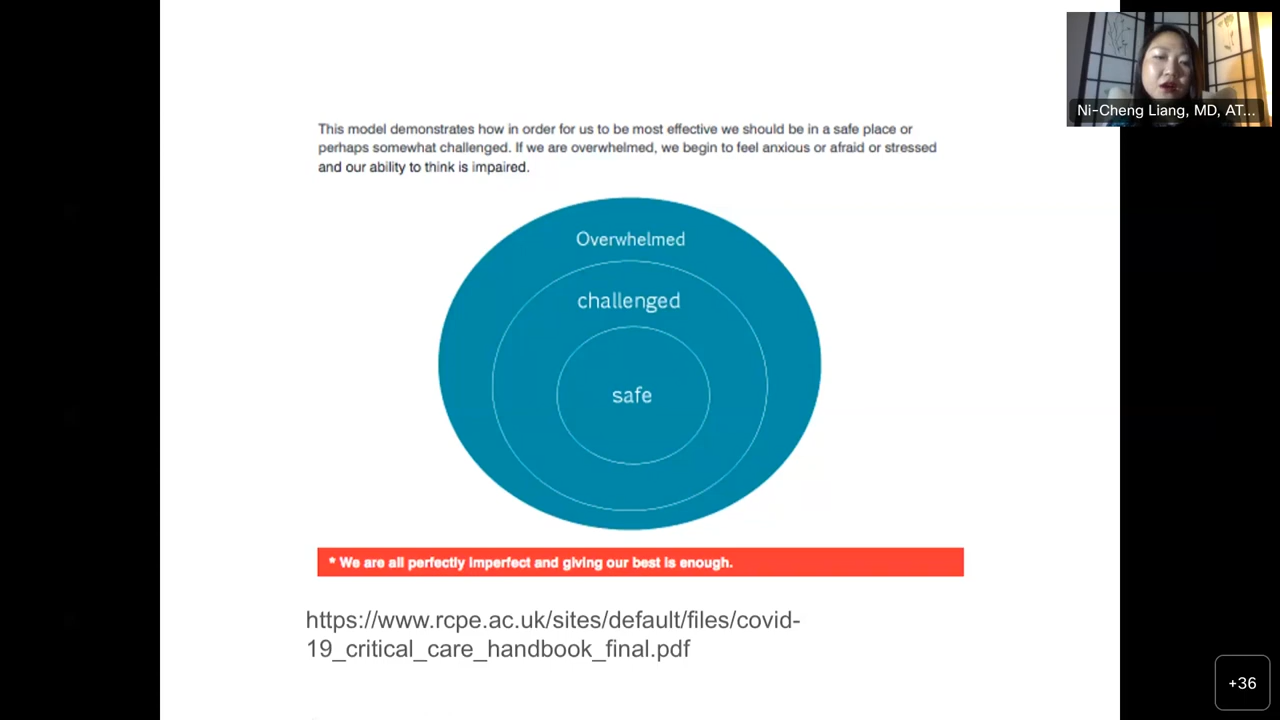 Ni-Cheng Liang, MD, AT...
This model demonstrates how in order for us to be most effective we should be in a safe place or
perhaps somewhat challenged. If we are overwhelmed, we begin to feel anxious or afraid or stressed
and our ability to think is impaired.
Overwhelmed
challenged
safe
* We are all perfectly imperfect and giving our best is enough.
https://www.rcpe.ac.uk/sites/default/files/covid-
19_critical_care_handbook_final.pdf
+36